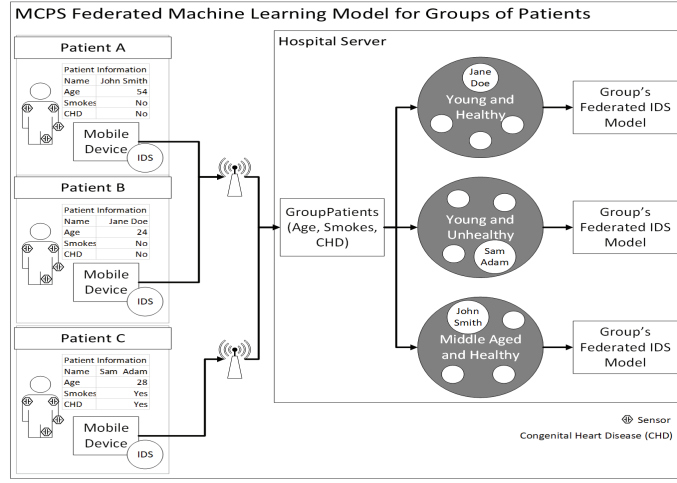 MCPS Federated Machine Learning Model for Groups of Patients
Patient A
Patient Information
Name John Smith
Age 54
Smokes No
CHD No
Mobile
Device
IDS
Patient B
Patient Information
Name Jane Doe
Age 24
Smokes No
CHD No
Mobile
Device
IDS
Patient C
Patient Information
Name Sam Adam
Age 28
Smokes Yes
CHD Yes
Mobile
Device
IDS
Hospital Server
GroupPatients
(Age, Smokes,
CHD)
Jane
Doe
Young and
Healthy
Group's
Federated IDS
Model
Young and
Unhealthy
Sam
Adam
Group's
Federated IDS
Model
John
Smith
Middle Aged
and Healthy
Group's
Federated IDS
Model
Sensor
Congenital Heart Disease (CHD)